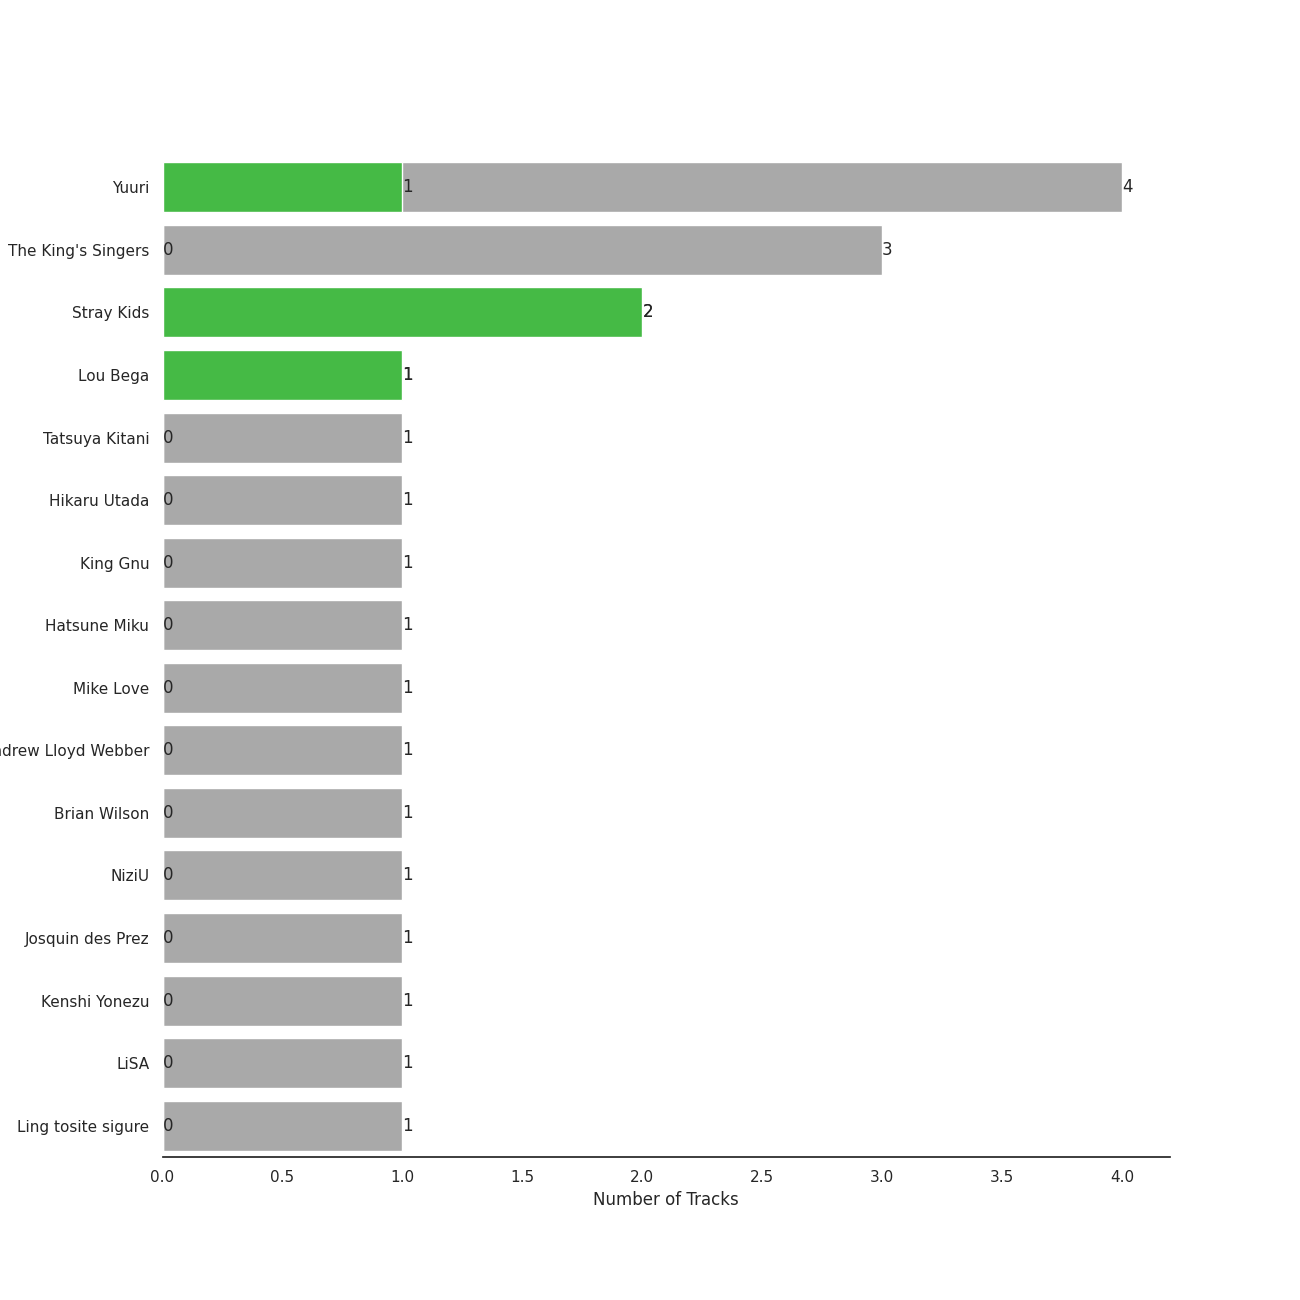 Yuuri 1 4
The King's Singers 0 3
Stray Kids 2
Lou Bega 1
Tatsuya Kitani 0 1
Hikaru Utada 0 1
King Gnu 0 1
Hatsune Miku 0 1
Mike Love 0 1
Lloyd Webber 0 1
Brian Wilson 0 1
NiziU 0 1
Josquin des Prez 0 1
Kenshi Yonezu 0 1
LiSA 0 1
Ling tosite sigure 0 1
0.0 0.5 1.0 1.5 2.0 2.5 3.0 3.5 4.0
Number of Tracks